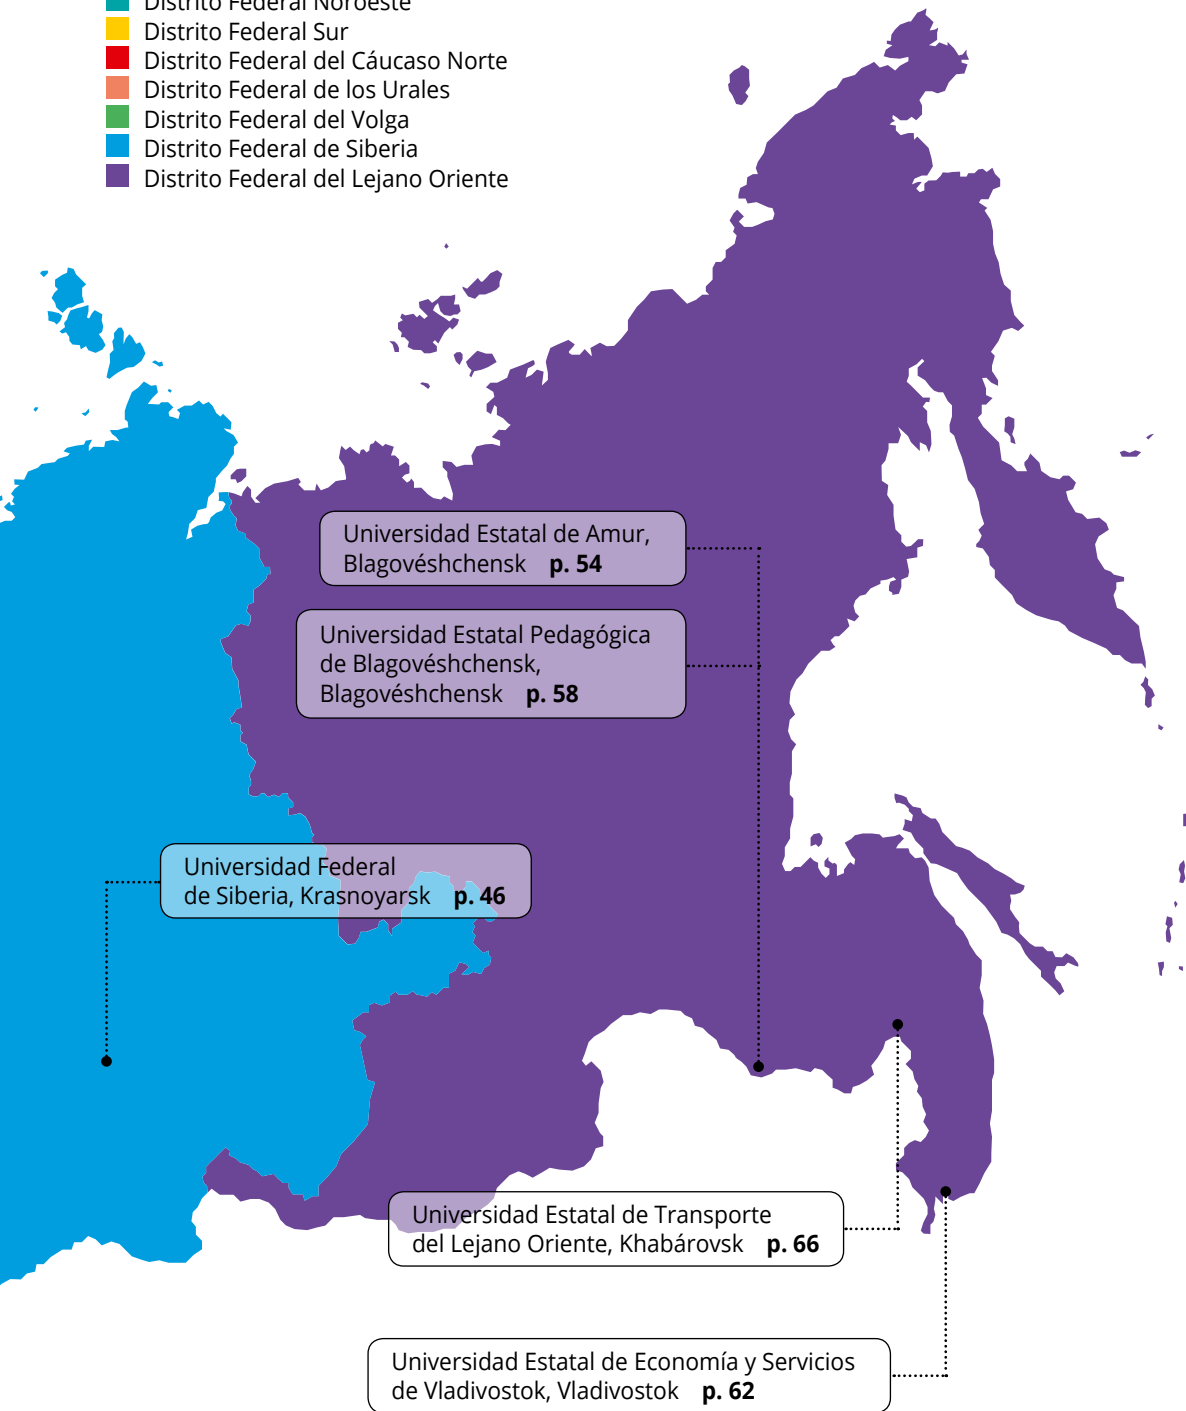 Distrito Federal Noroeste
Distrito Federal Sur
Distrito Federal del Cáucaso Norte
Distrito Federal de los Urales
Distrito Federal del Volga
Distrito Federal de Siberia
Distrito Federal del Lejano Oriente
Universidad Estatal de Amur,
Blagovéshchensk p. 54
Universidad Estatal Pedagógica
de Blagovéshchensk,
Blagovéshchensk p. 58
Universidad Federal
de Siberia, Krasnoyarsk p. 46
Universidad Estatal de Transporte
del Lejano Oriente, Khabárovsk p. 66
Universidad Estatal de Economía y Servicios
de Vladivostok, Vladivostok p. 62